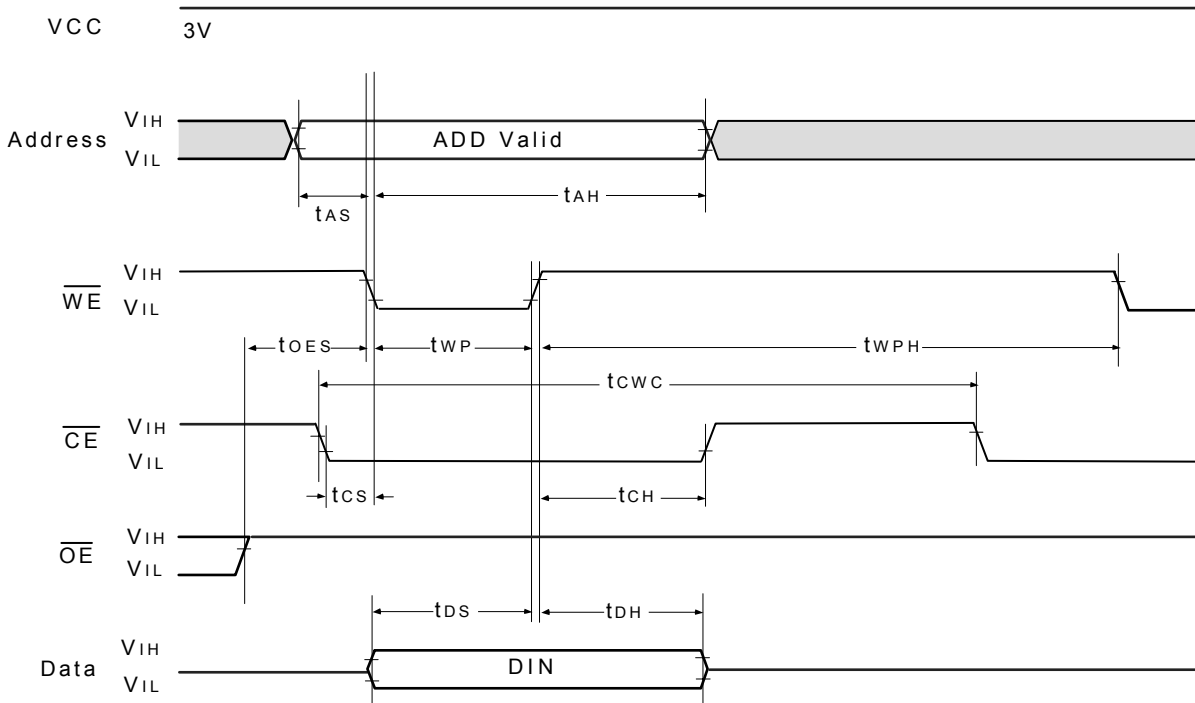 VCC 3V
Address VIH ADD Valid
VIL
tAS tAH
WE VIH
VIL
tOES tWP tWPH
tCWC
CE VIH
VIL
tCS tCH
OE VIH
VIL
tDS tDH
Data VIH DIN
VIL